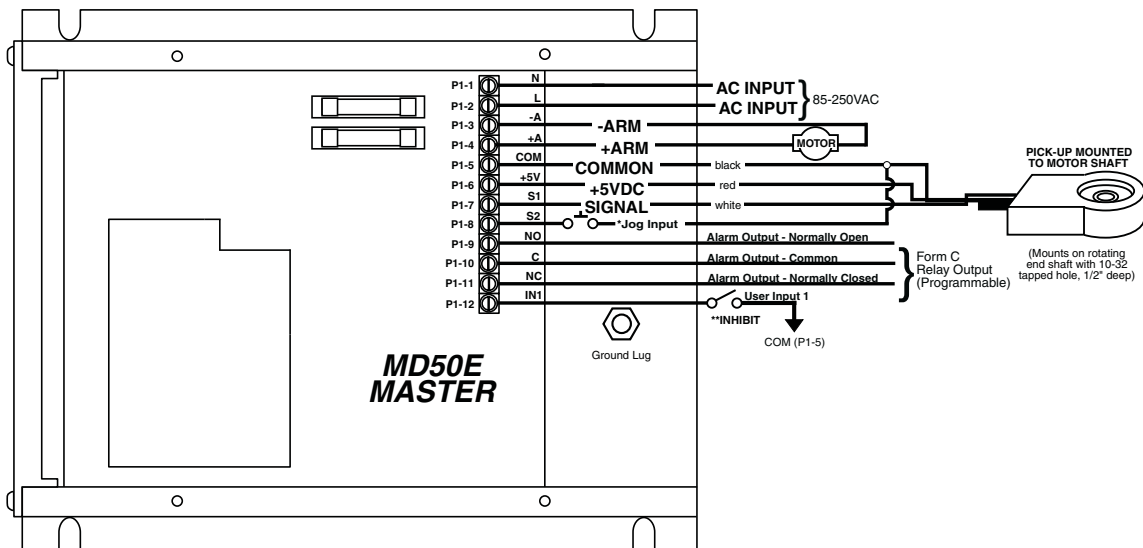 P1-1 N AC INPUT
P1-2 L AC INPUT
85-250VAC
P1-3 -A -ARM
P1-4 +A +ARM MOTOR
P1-5 COM COMMON black
P1-6 +5V +5VDC red
P1-7 S1 SIGNAL white
P1-8 S2 *Jog Input
P1-9 NO Alarm Output - Normally Open
P1-10 C Alarm Output - Common
P1-11 NC Alarm Output - Normally Closed
P1-12 IN1 User Input 1
**INHIBIT
COM (P1-5)
Form C
Relay Output
(Programmable)
PICK-UP MOUNTED
TO MOTOR SHAFT
(Mounts on rotating
end shaft with 10-32
tapped hole, 1/2" deep)
Ground Lug
MD50E
MASTER